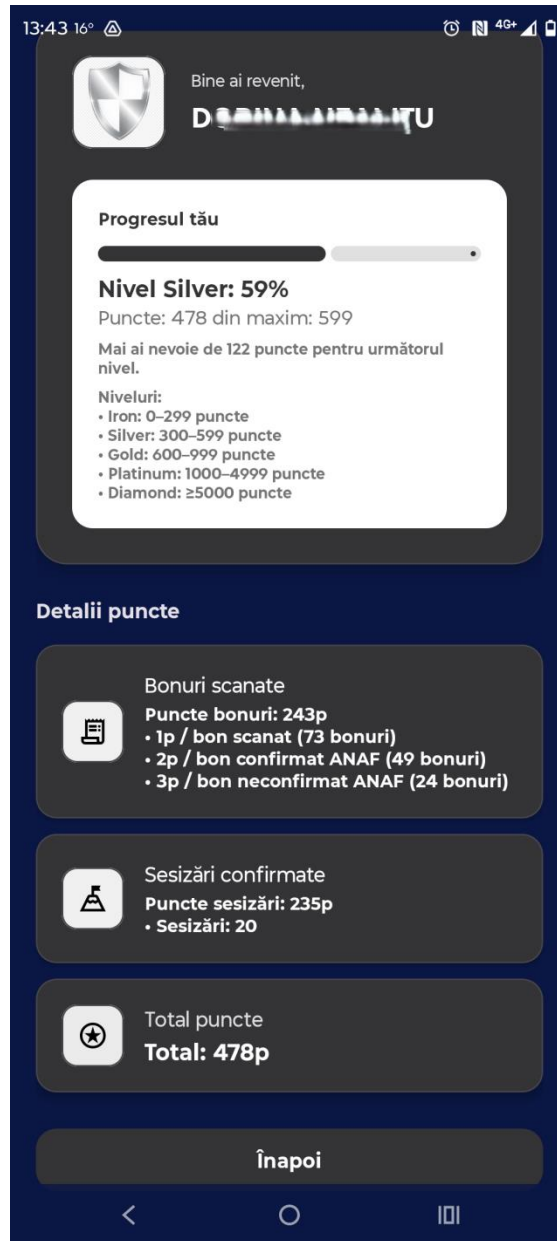 13:43 16° 4G+
Bine ai revenit,
Progresul tău
Nivel Silver: 59%
Puncte: 478 din maxim: 599
Mai ai nevoie de 122 puncte pentru următorul
nivel.
Niveluri:
• Iron: 0–299 puncte
• Silver: 300–599 puncte
• Gold: 600–999 puncte
• Platinum: 1000–4999 puncte
• Diamond: ≥5000 puncte
Detalii puncte
Bonuri scanate
Puncte bonuri: 243p
• 1p / bon scanat (73 bonuri)
• 2p / bon confirmat ANAF (49 bonuri)
• 3p / bon neconfirmat ANAF (24 bonuri)
Sesizări confirmate
Puncte sesizări: 235p
• Sesizări: 20
Total puncte
Total: 478p
Înapoi